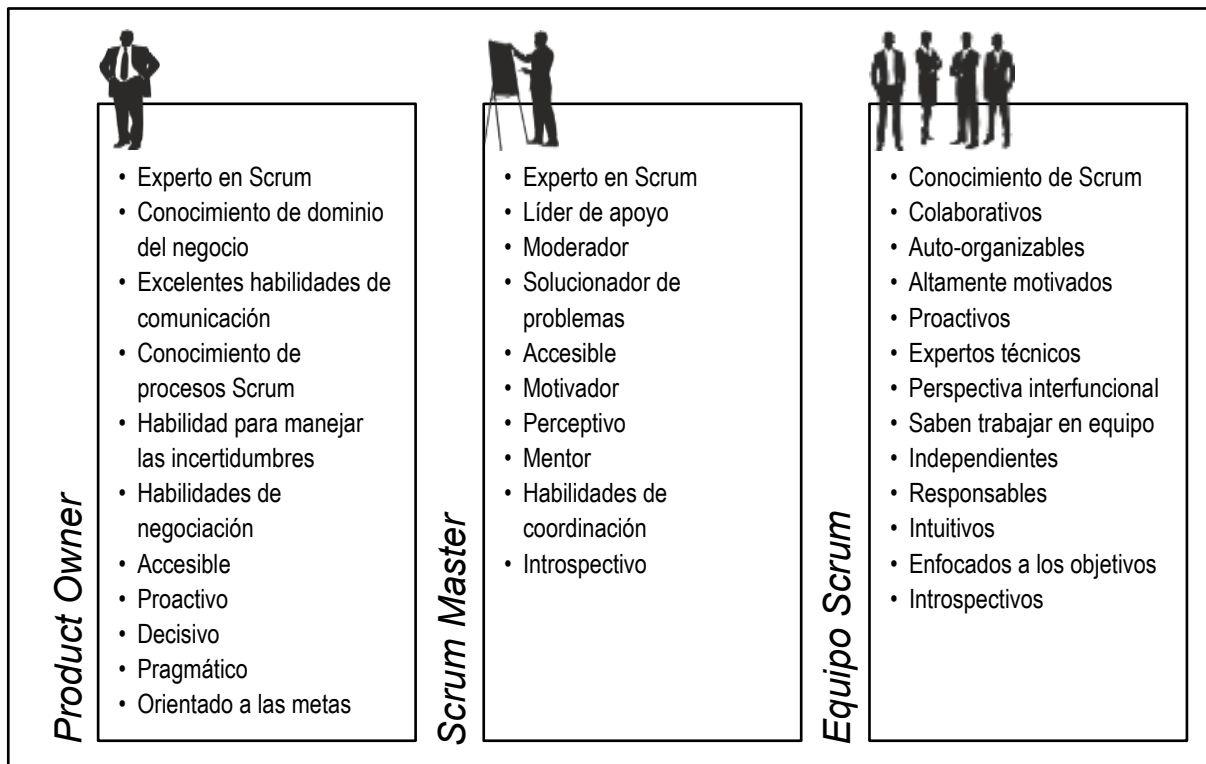 Product Owner
• Experto en Scrum
• Conocimiento de dominio
del negocio
• Excelentes habilidades de
comunicación
• Conocimiento de
procesos Scrum
• Habilidad para manejar
las incertidumbres
• Habilidades de
negociación
• Accesible
• Proactivo
• Decisivo
• Pragmático
• Orientado a las metas
Scrum Master
• Experto en Scrum
• Líder de apoyo
• Moderador
• Solucionador de
problemas
• Accesible
• Motivador
• Perceptivo
• Mentor
• Habilidades de
coordinación
• Introspectivo
Equipo Scrum
• Conocimiento de Scrum
• Colaborativos
• Auto-organizables
• Altamente motivados
• Proactivos
• Expertos técnicos
• Perspectiva interfuncional
• Saben trabajar en equipo
• Independientes
• Responsables
• Intuitivos
• Enfocados a los objetivos
• Introspectivos